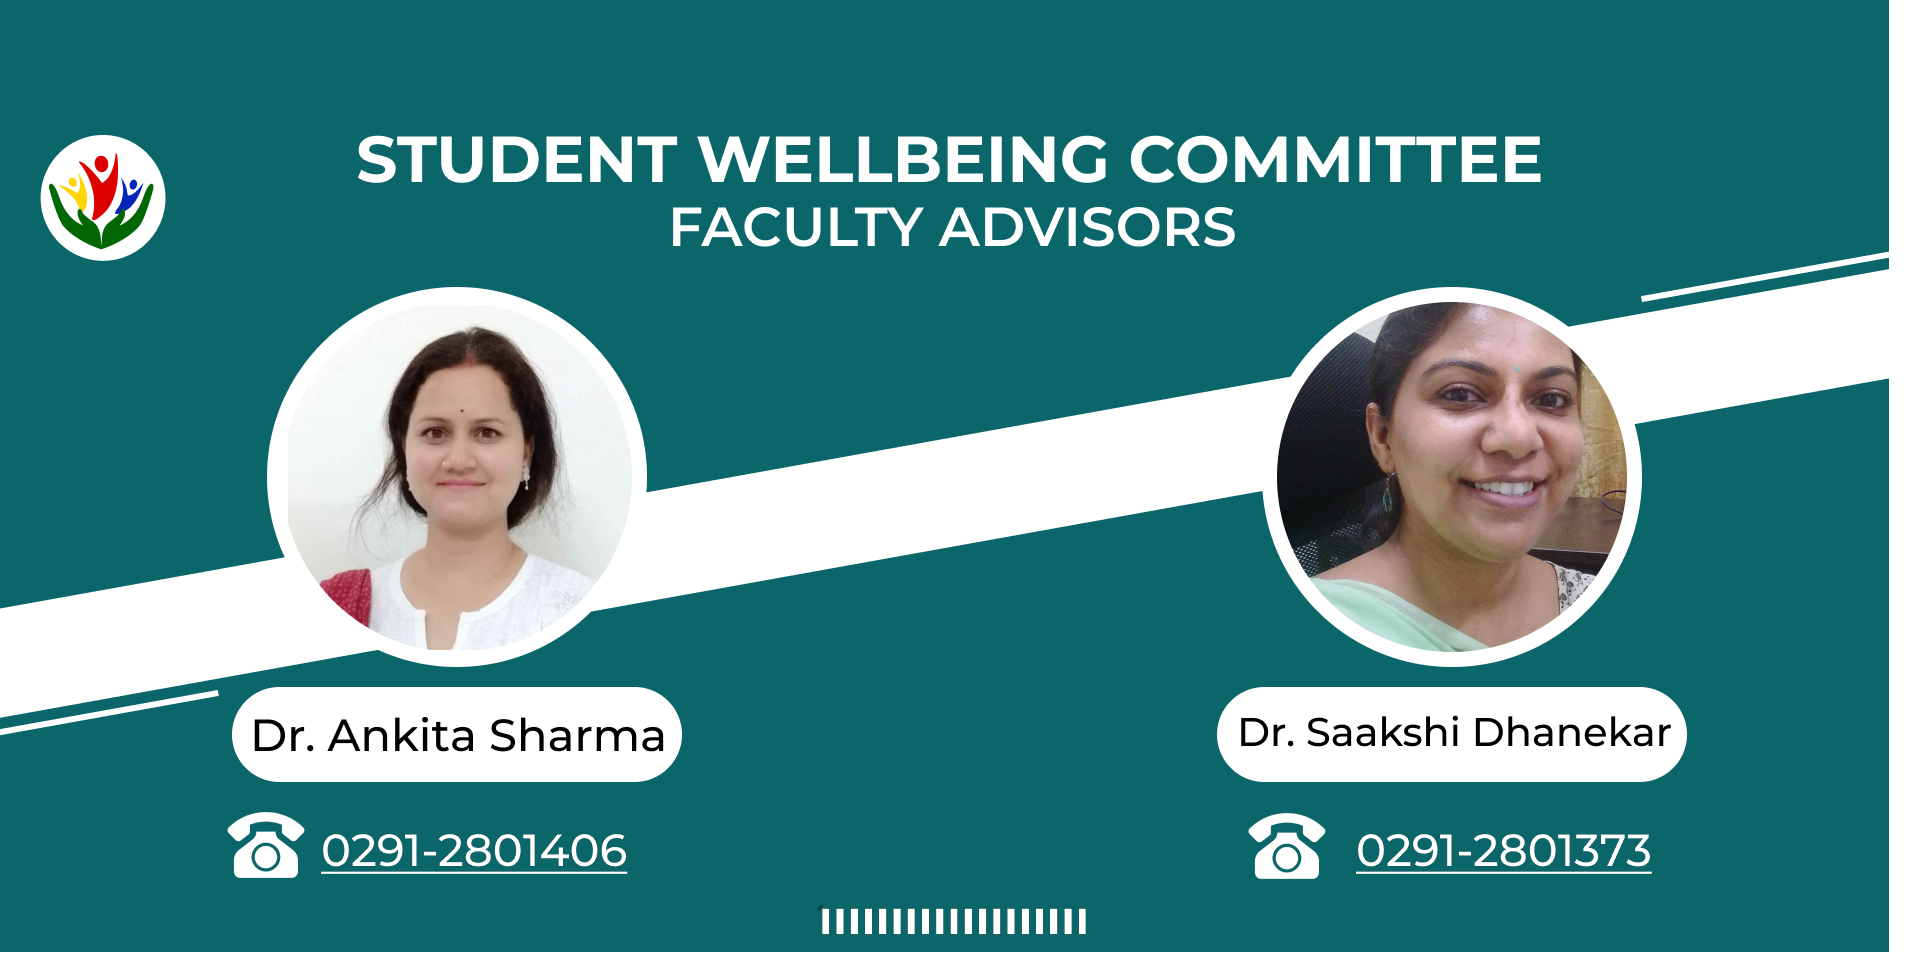 STUDENT WELLBEING COMMITTEE
FACULTY ADVISORS
Dr. Ankita Sharma
Dr. Saakshi Dhanekar
0291-2801406
0291-2801373